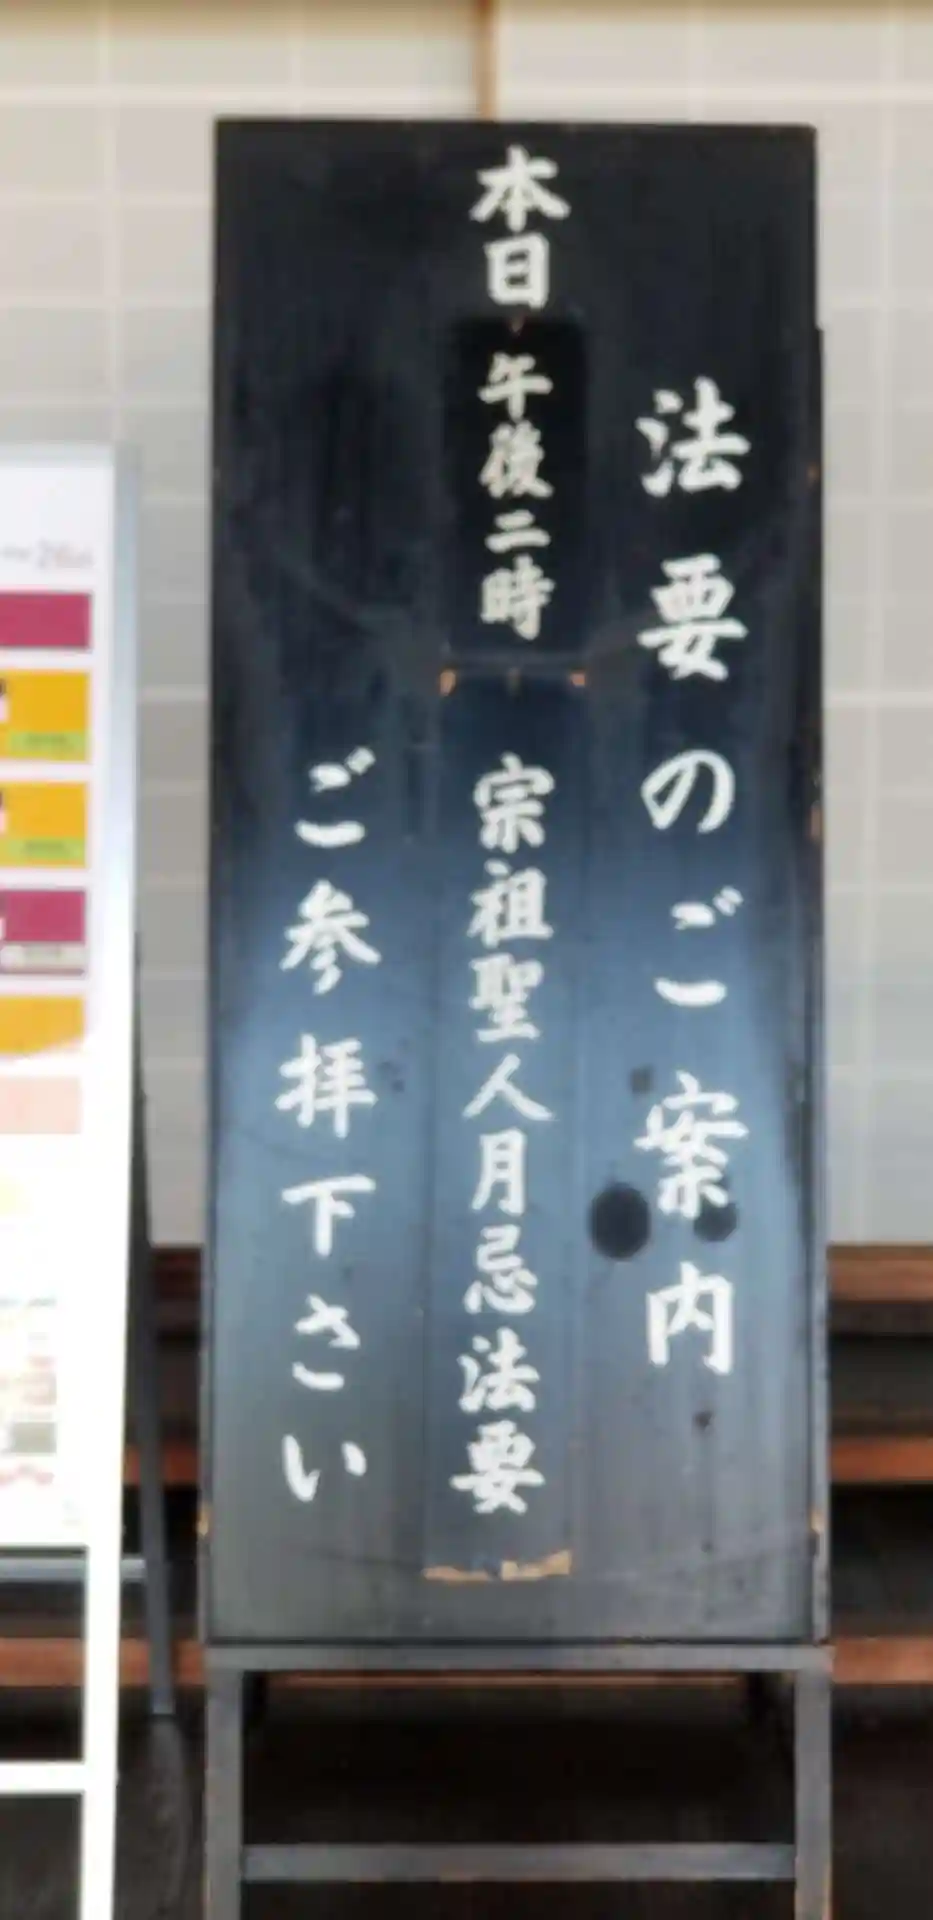 法要のご案内
本日 午後二時 宗祖聖人月忌法要
ご参拝下さい